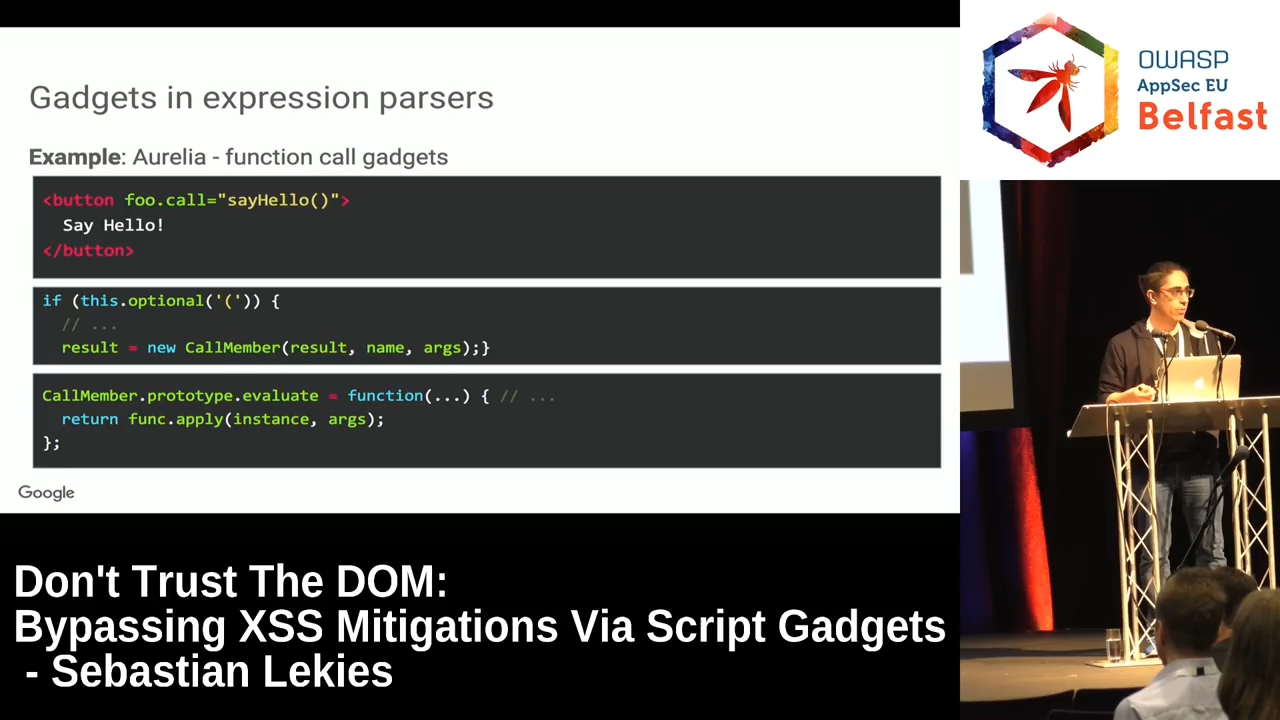 Gadgets in expression parsers
Example: Aurelia - function call gadgets
<button foo.call="sayHello()">
Say Hello!
</button>
if (this.optional('(')) {
// ...
result = new CallMember(result, name, args);}
CallMember.prototype.evaluate = function(...) { // ...
return func.apply(instance, args);
};
Google
OWASP
AppSec EU
Belfast
Don't Trust The DOM:
Bypassing XSS Mitigations Via Script Gadgets
- Sebastian Lekies